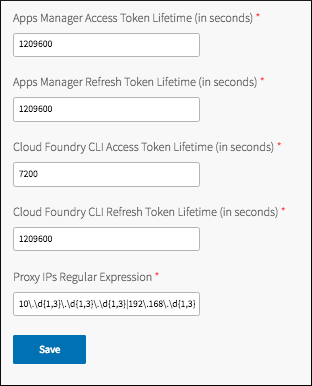 Apps Manager Access Token Lifetime (in seconds) *
1209600
Apps Manager Refresh Token Lifetime (in seconds) *
1209600
Cloud Foundry CLI Access Token Lifetime (in seconds) *
7200
Cloud Foundry CLI Refresh Token Lifetime (in seconds) *
1209600
Proxy IPs Regular Expression *
10\.\d{1,3}\.\d{1,3}\.\d{1,3}|192\.168\.\d{1,3}
Save